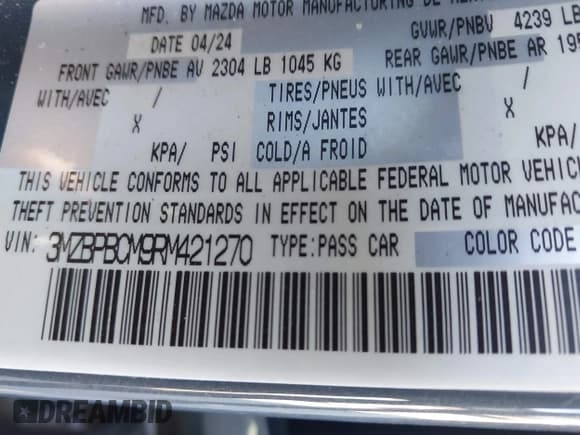 MFD. BY MAZDA MOTOR MANUFACTURING DE
DATE 04/24
GVWR/PNBV 4239 LB
FRONT GAWR/PNBE AV 2304 LB 1045 KG
REAR GAWR/PNBE AR 195
WITH/AVEC / TIRES/PNEUS WITH/AVEC /
X RIMS/JANTES X
KPA/ PSI COLD/A FROID KPA/
THIS VEHICLE CONFORMS TO ALL APPLICABLE FEDERAL MOTOR VEHIC
THEFT PREVENTION STANDARDS IN EFFECT ON THE DATE OF MANUFAC
VIN: 3MZBPBCM9RM421270 TYPE:PASS CAR COLOR CODE
DREAMBID